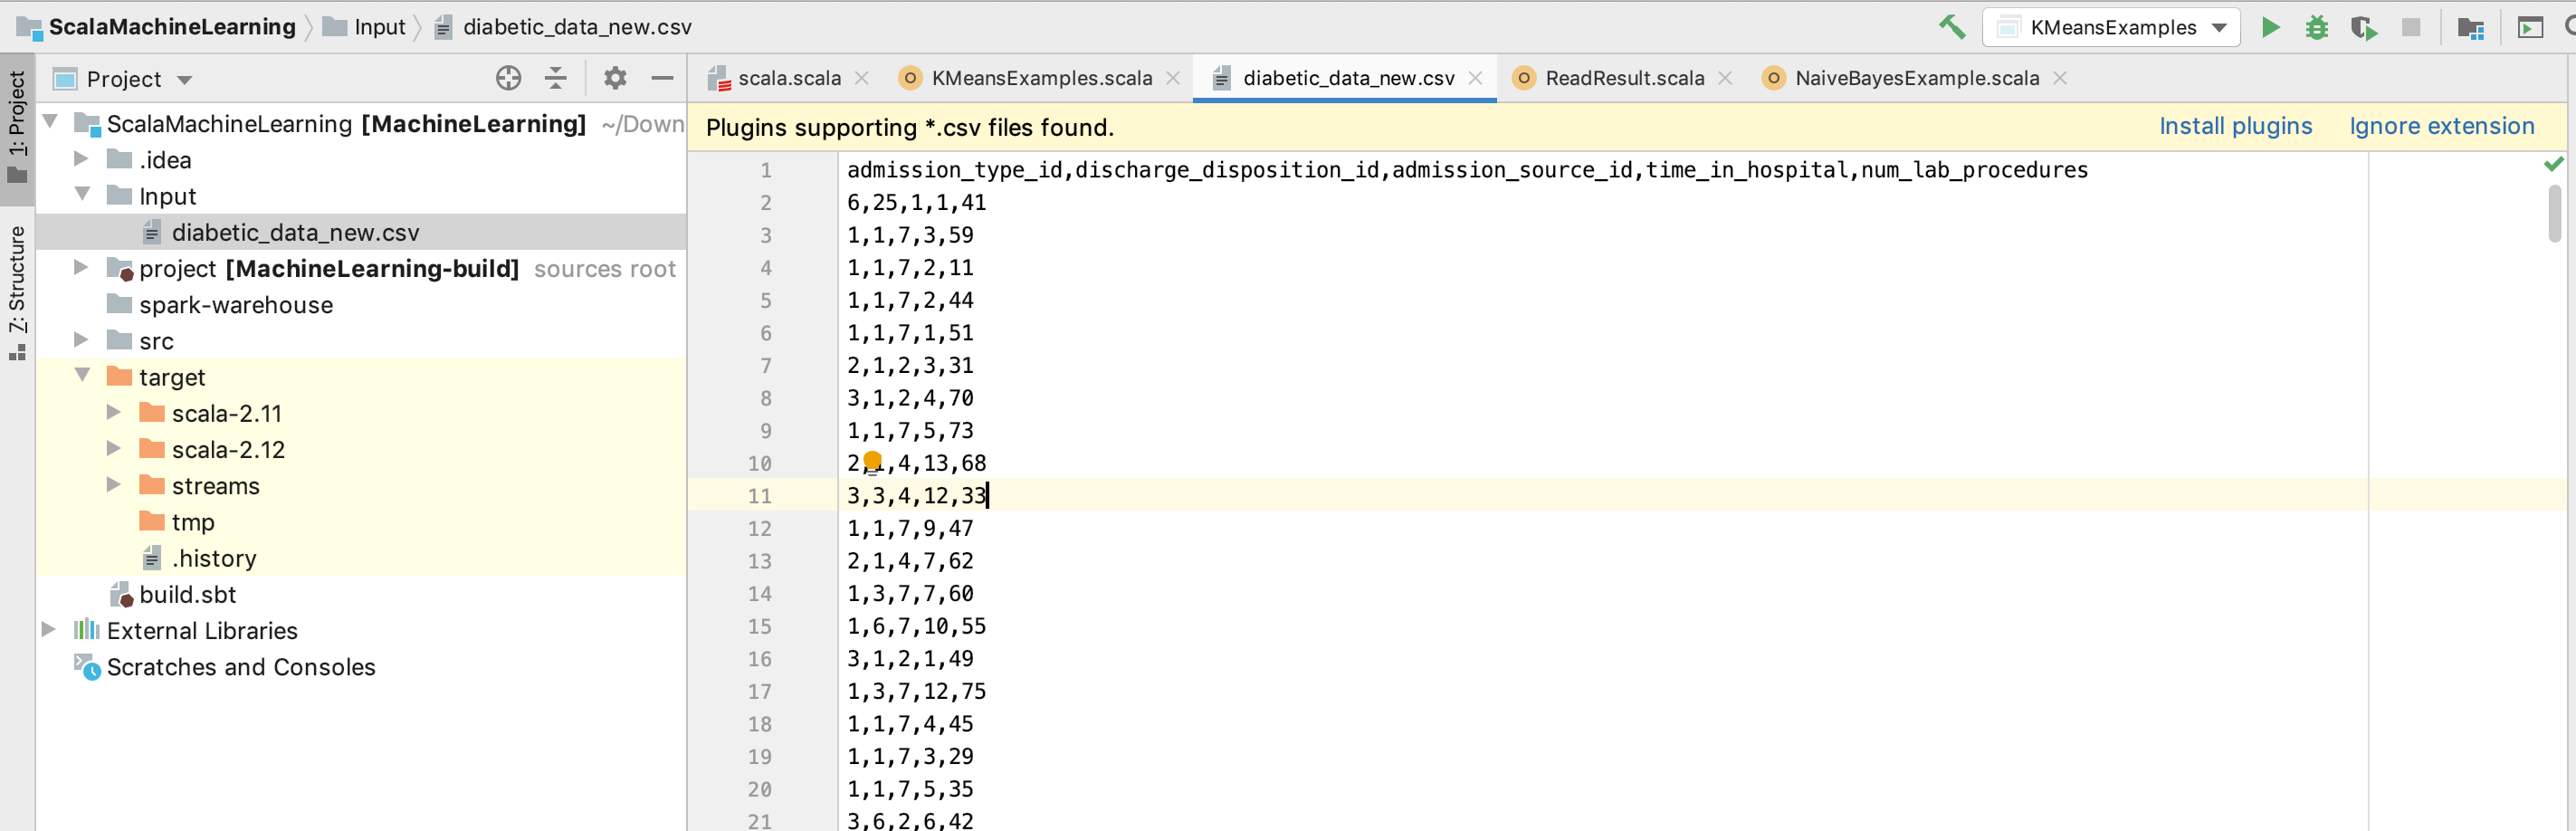 ScalaMachineLearning Input diabetic_data_new.csv KMeansExamples
1: Project
Z: Structure
Project
ScalaMachineLearning [MachineLearning] ~/Down
.idea
Input
diabetic_data_new.csv
project [MachineLearning-build] sources root
spark-warehouse
src
target
scala-2.11
scala-2.12
streams
tmp
.history
build.sbt
External Libraries
Scratches and Consoles
scala.scala KMeansExamples.scala diabetic_data_new.csv ReadResult.scala NaiveBayesExample.scala
Plugins supporting *.csv files found. Install plugins Ignore extension
1 admission_type_id,discharge_disposition_id,admission_source_id,time_in_hospital,num_lab_procedures
2 6,25,1,1,41
3 1,1,7,3,59
4 1,1,7,2,11
5 1,1,7,2,44
6 1,1,7,1,51
7 2,1,2,3,31
8 3,1,2,4,70
9 1,1,7,5,73
10 2,1,4,13,68
11 3,3,4,12,33
12 1,1,7,9,47
13 2,1,4,7,62
14 1,3,7,7,60
15 1,6,7,10,55
16 3,1,2,1,49
17 1,3,7,12,75
18 1,1,7,4,45
19 1,1,7,3,29
20 1,1,7,5,35
21 3,6,2,6,42